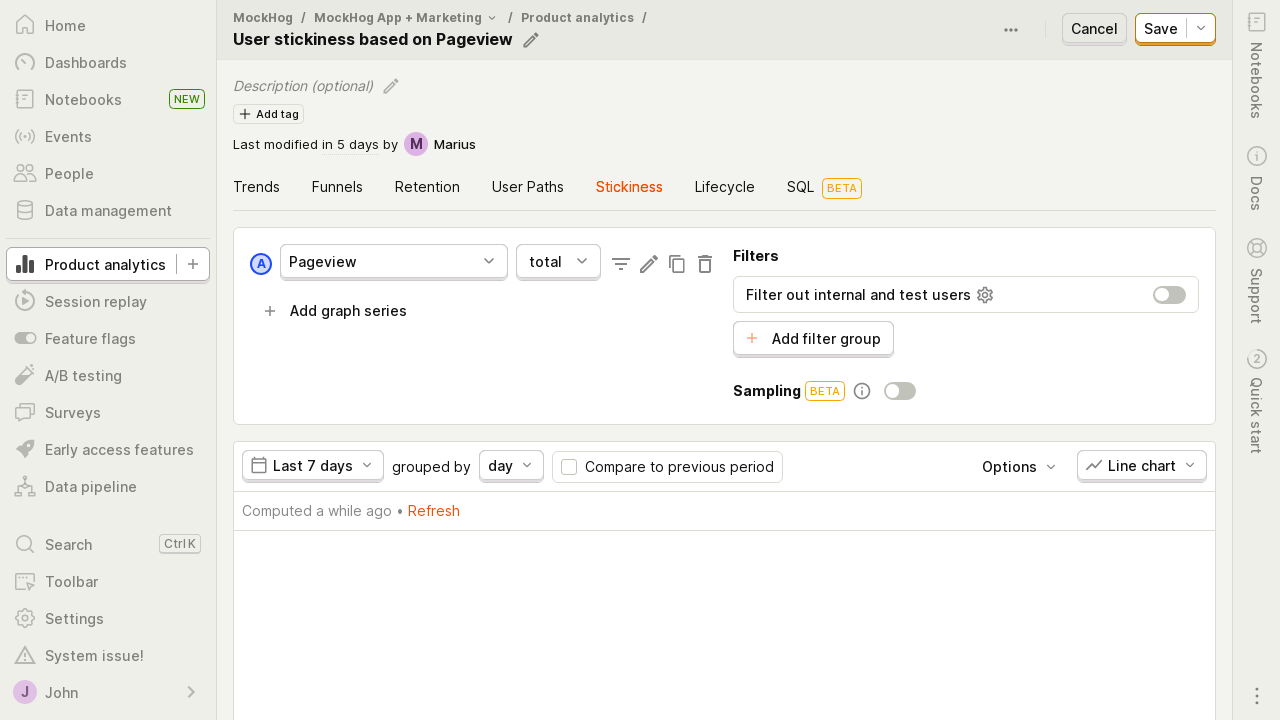 Home
Dashboards
Notebooks NEW
Events
People
Data management
Product analytics
Session replay
Feature flags
A/B testing
Surveys
Early access features
Data pipeline
Search Ctrl K
Toolbar
Settings
System issue!
J John
MockHog / MockHog App + Marketing / Product analytics /
User stickiness based on Pageview
Cancel
Save
Description (optional)
Add tag
Last modified in 5 days by M Marius
Trends Funnels Retention User Paths Stickiness Lifecycle SQL BETA
A Pageview total
Add graph series
Filters
Filter out internal and test users
Add filter group
Sampling BETA
Last 7 days grouped by day Compare to previous period Options Line chart
Computed a while ago • Refresh
Notebooks
Docs
Support
2 Quick start